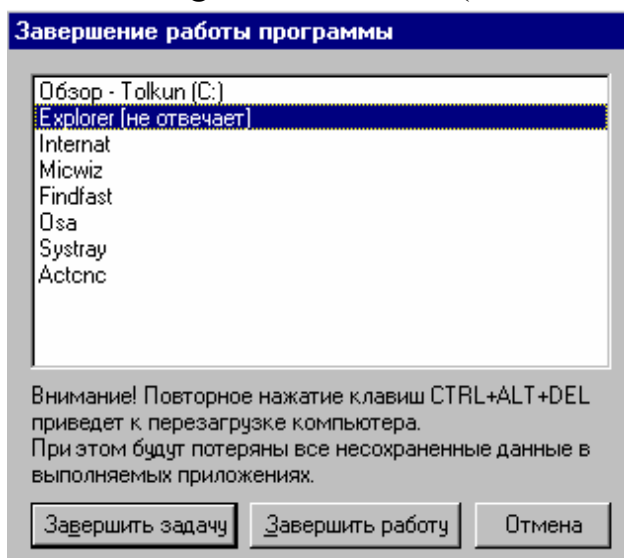 Завершение работы программы
Обзор - Tolkun (C:)
Explorer [не отвечает]
Internat
Micwiz
Findfast
Osa
Systray
Actcnc
Внимание! Повторное нажатие клавиш CTRL+ALT+DEL
приведет к перезагрузке компьютера.
При этом будут потеряны все несохраненные данные в
выполняемых приложениях.
Завершить задачу Завершить работу Отмена